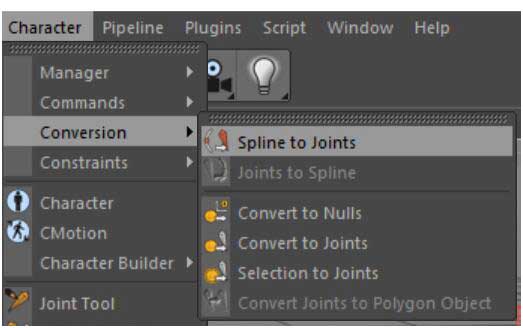 Character Pipeline Plugins Script Window Help
Manager
Commands
Conversion
Constraints
Character
CMotion
Character Builder
Joint Tool
Spline to Joints
Joints to Spline
Convert to Nulls
Convert to Joints
Selection to Joints
Convert Joints to Polygon Object